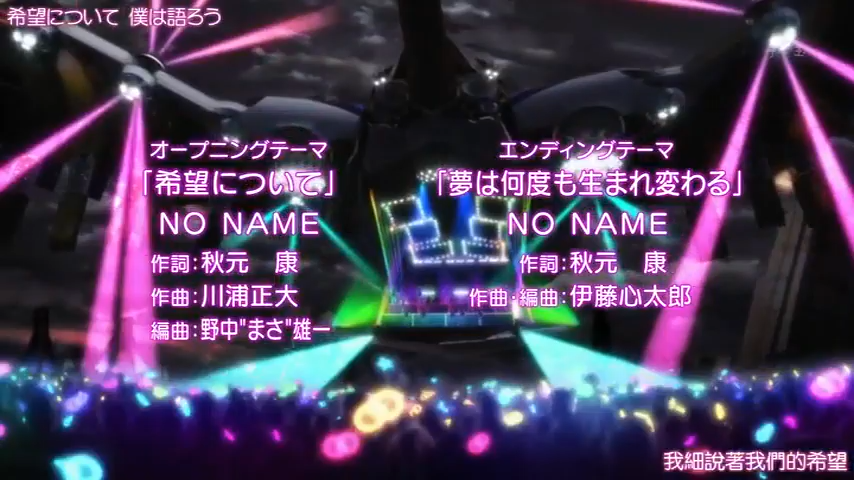 希望について 僕は語ろう
オープニングテーマ
「希望について」
NO NAME
作詞:秋元 康
作曲:川浦正大
編曲:野中"まさ"雄一
エンディングテーマ
「夢は何度も生まれ変わる」
NO NAME
作詞:秋元 康
作曲・編曲:伊藤心太郎
我細說著我們的希望